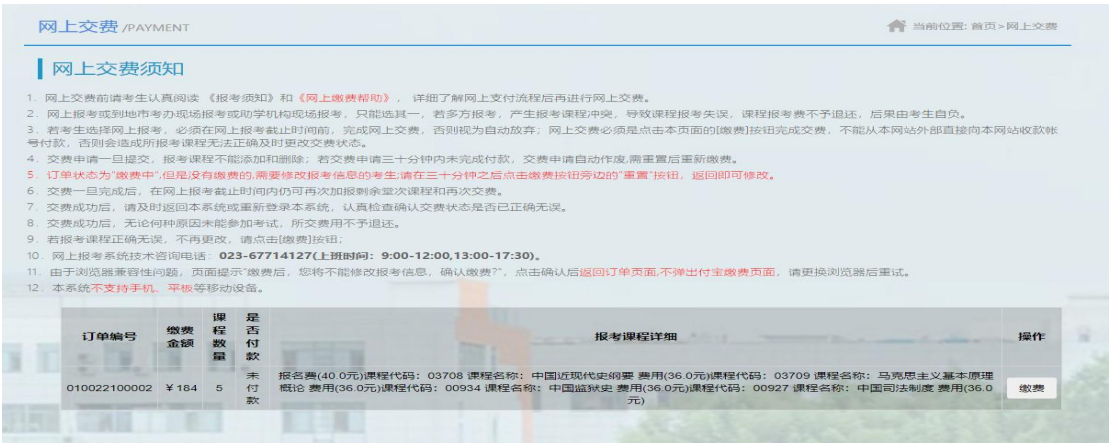 网上交费 /PAYMENT
当前位置: 首页>网上交费
网上交费须知
1. 网上交费前请考生认真阅读 《报考须知》和《网上缴费帮助》， 详细了解网上支付流程后再进行网上交费。
2. 网上报考或到地市考办现场报考或助学机构现场报考，只能选其一，若多方报考，产生报考课程冲突，导致课程报考失误，课程报考费不予退还，后果由考生自负。
3. 若考生选择网上报考，必须在网上报考截止时间前，完成网上交费，否则视为自动放弃；网上交费必须是点击本页面的[缴费]按钮完成交费，不能从本网站外部直接向本网站收款帐
号付款，否则会造成所报考课程无法正确及时更改交费状态。
4. 交费申请一旦提交，报考课程不能添加和删除；若交费申请三十分钟内未完成付款，交费申请自动作废,需重置后重新缴费。
5. 订单状态为"缴费中",但是没有缴费的,需要修改报考信息的考生;请在三十分钟之后点击缴费按钮旁边的"重置"按钮，返回即可修改。
6. 交费一旦完成后，在网上报考截止时间内仍可再次加报剩余堂次课程和再次交费。
7. 交费成功后，请及时返回本系统或重新登录本系统，认真检查确认交费状态是否已正确无误。
8. 交费成功后，无论何种原因未能参加考试，所交费用不予退还。
9. 若报考课程正确无误，不再更改，请点击[缴费]按钮;
10. 网上报考系统技术咨询电话：023-67714127(上班时间：9:00-12:00,13:00-17:30)。
11. 由于浏览器兼容性问题，页面提示"缴费后，您将不能修改报考信息，确认缴费?"，点击确认后返回订单页面,不弹出付宝缴费页面，请更换浏览器后重试。
12. 本系统不支持手机、平板等移动设备。
订单编号 缴费金额 课程数量 是否付款 报考课程详细 操作
010022100002 ￥184 5 未付款 报名费(40.0元)课程代码：03708 课程名称：中国近现代史纲要 费用(36.0元)课程代码：03709 课程名称：马克思主义基本原理
概论 费用(36.0元)课程代码：00934 课程名称：中国监狱史 费用(36.0元)课程代码：00927 课程名称：中国司法制度 费用(36.0
元) 缴费